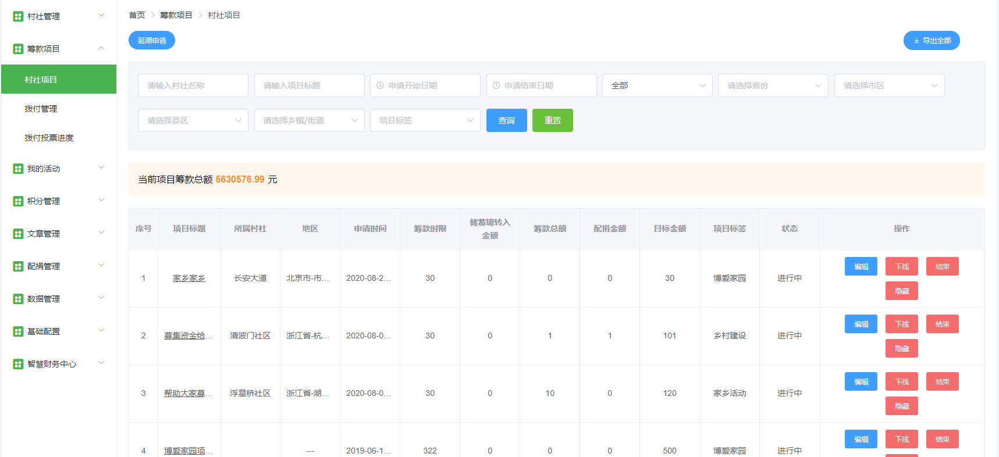 村社管理
筹款项目
村社项目
拨付管理
拨付投票进度
我的活动
积分管理
文章管理
配捐管理
数据管理
基础配置
智慧财务中心
首页 > 筹款项目 > 村社项目
延期申请 导出全部
请输入村社名称 请输入项目标题 申请开始日期 申请结束日期 全部 请选择省份 请选择市区
请选择县区 请选择乡镇/街道 项目标签 查询 重置
当前项目筹款总额 5630576.99 元
序号 项目标题 所属村社 地区 申请时间 筹款时限 储蓄罐转入金额 筹款总额 配捐金额 目标金额 项目标签 状态 操作
1 家乡家乡 长安大道 北京市-市... 2020-08-2... 30 0 0 0 30 博爱家园 进行中 编辑 下线 结束
隐藏
2 募集资金给... 清波门社区 浙江省-杭... 2020-08-0... 30 0 1 1 101 乡村建设 进行中 编辑 下线 结束
隐藏
3 帮助大家募... 浮星桥社区 浙江省-湖... 2020-08-0... 30 0 10 0 120 家乡活动 进行中 编辑 下线 结束
隐藏
4 博爱家园项... --- 2019-06-1... 322 0 0 0 500 博爱家园 进行中 编辑 下线 结束